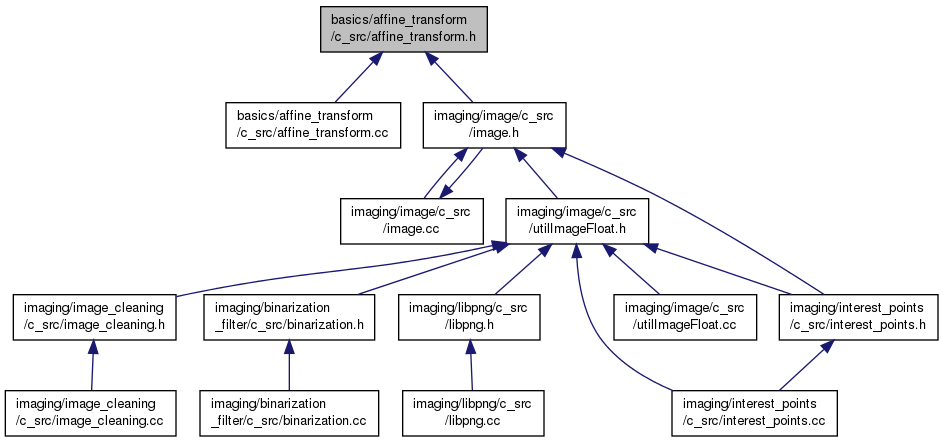 basics/affine_transform
/c_src/affine_transform.h
basics/affine_transform
/c_src/affine_transform.cc
imaging/image/c_src
/image.h
imaging/image/c_src
/image.cc
imaging/image/c_src
/utilImageFloat.h
imaging/image_cleaning
/c_src/image_cleaning.h
imaging/binarization
_filter/c_src/binarization.h
imaging/libpng/c_src
/libpng.h
imaging/image/c_src
/utilImageFloat.cc
imaging/interest_points
/c_src/interest_points.h
imaging/image_cleaning
/c_src/image_cleaning.cc
imaging/binarization
_filter/c_src/binarization.cc
imaging/libpng/c_src
/libpng.cc
imaging/interest_points
/c_src/interest_points.cc